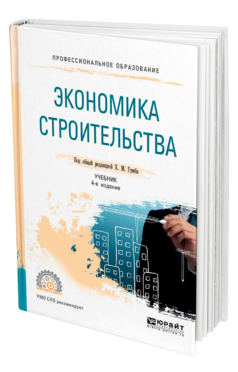 ПРОФЕССИОНАЛЬНОЕ ОБРАЗОВАНИЕ
ЭКОНОМИКА
СТРОИТЕЛЬСТВА
Под общей редакцией Х. М. Гумба
УЧЕБНИК
4-е издание
УМО СПО рекомендует
ЮРАЙТ